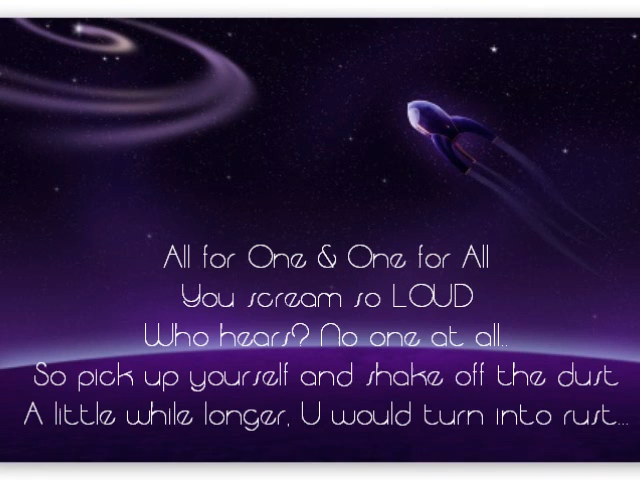 All for One & One for All
You scream so LOUD
Who hears? No one at all..
So pick up yourself and shake off the dust
A little while longer, U would turn into rust...